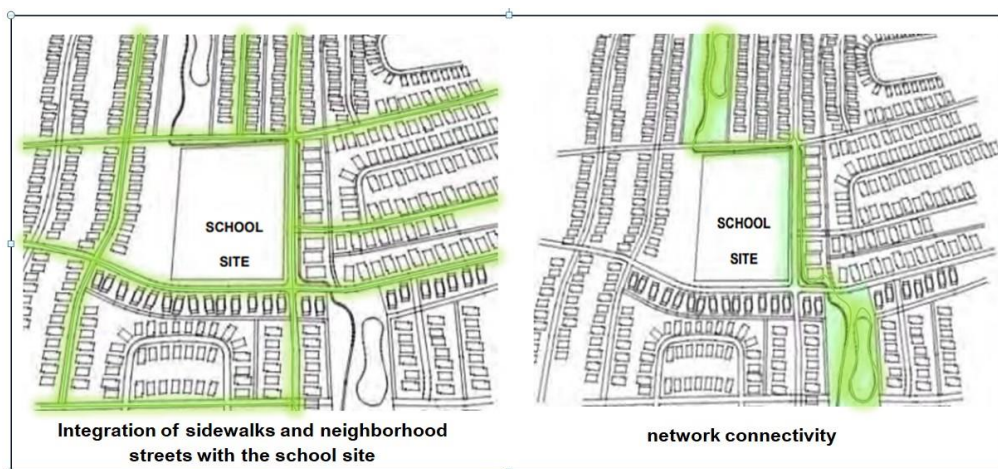 SCHOOL
SITE
Integration of sidewalks and neighborhood
streets with the school site
SCHOOL
SITE
network connectivity